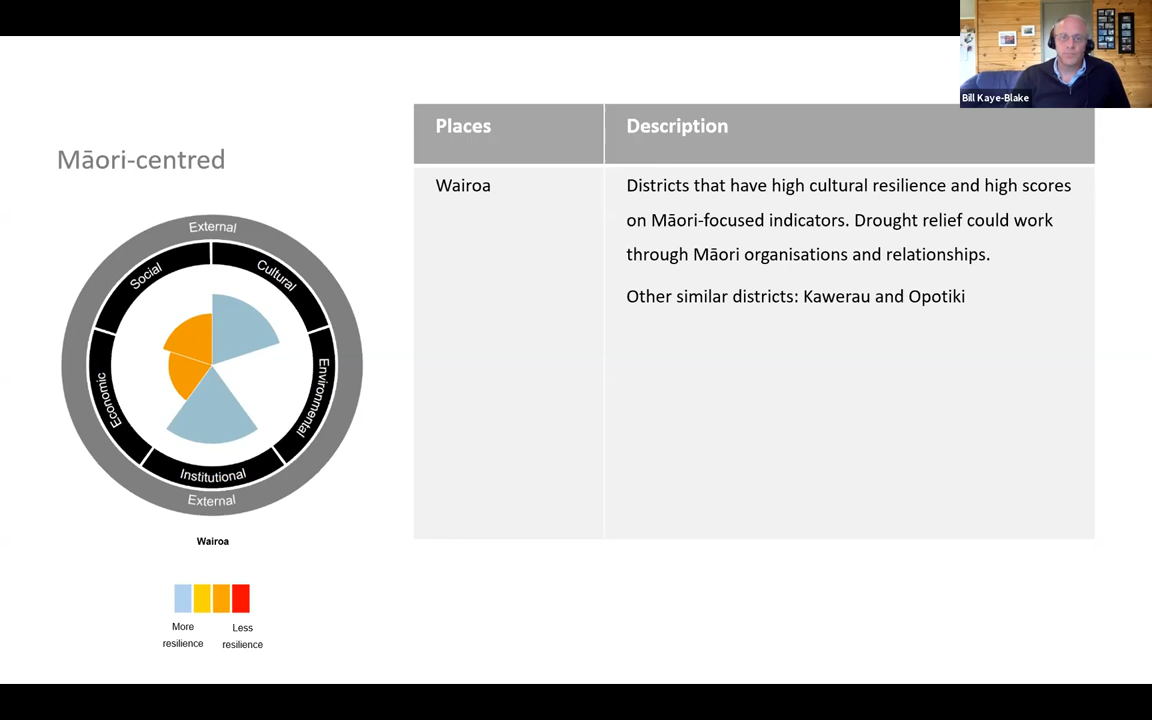 Bill Kaye-Blake
Māori-centred
Places
Description
Wairoa
Districts that have high cultural resilience and high scores
on Māori-focused indicators. Drought relief could work
through Māori organisations and relationships.
Other similar districts: Kawerau and Opotiki
External
Social
Cultural
Economic
Environmental
Institutional
External
Wairoa
More
resilience
Less
resilience